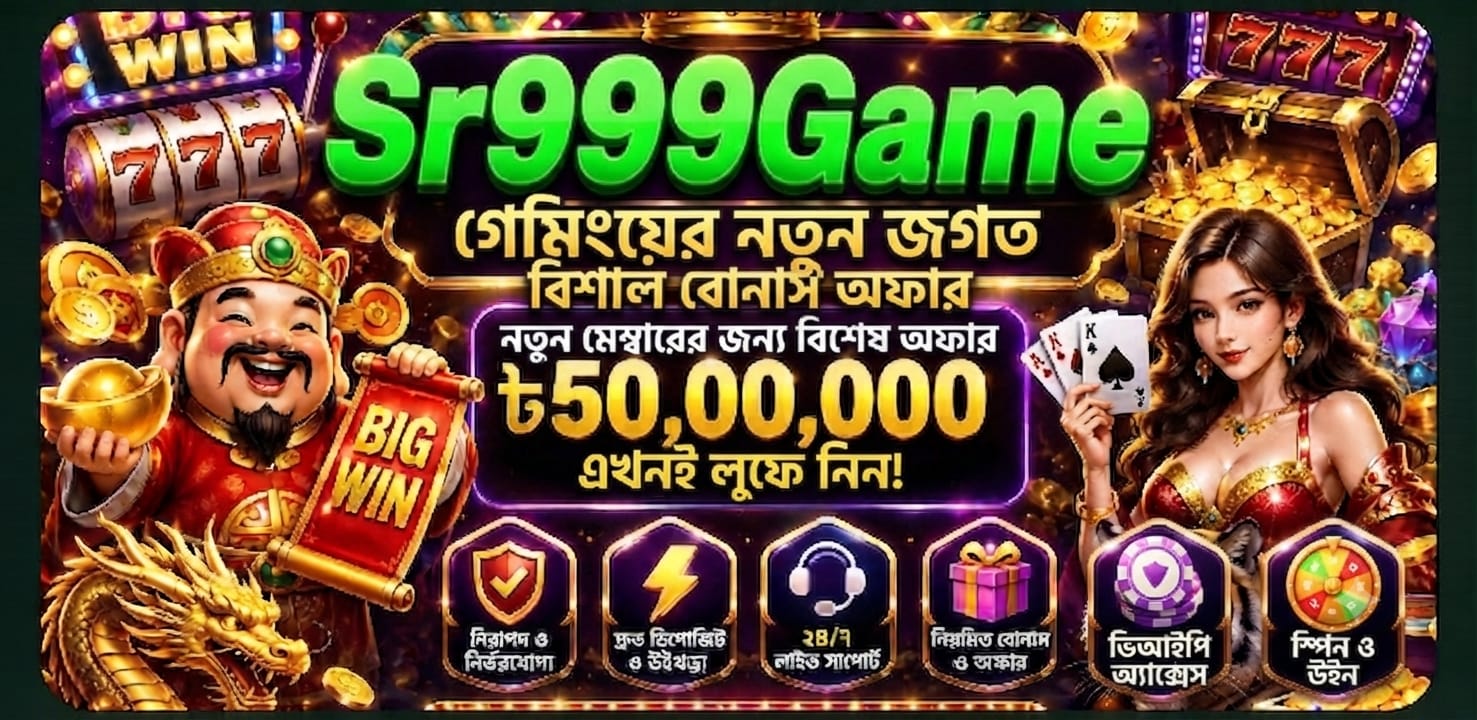 BIG
WIN
777
777
Sr999Game
গেমিংয়ের নতুন জগত
বিশাল বোনাস অফার
নতুন মেম্বারের জন্য বিশেষ অফার
৳50,00,000
এখনই লুফে নিন!
BIG
WIN
K K K
নিরাপদ ও
নির্ভরযোগ্য
দ্রুত ডিপোজিট
ও উইথড্র
২৪/৭
লাইভ সাপোর্ট
নিয়মিত বোনাস
ও অফার
ভিআইপি
অ্যাক্সেস
স্পিন ও
উইন